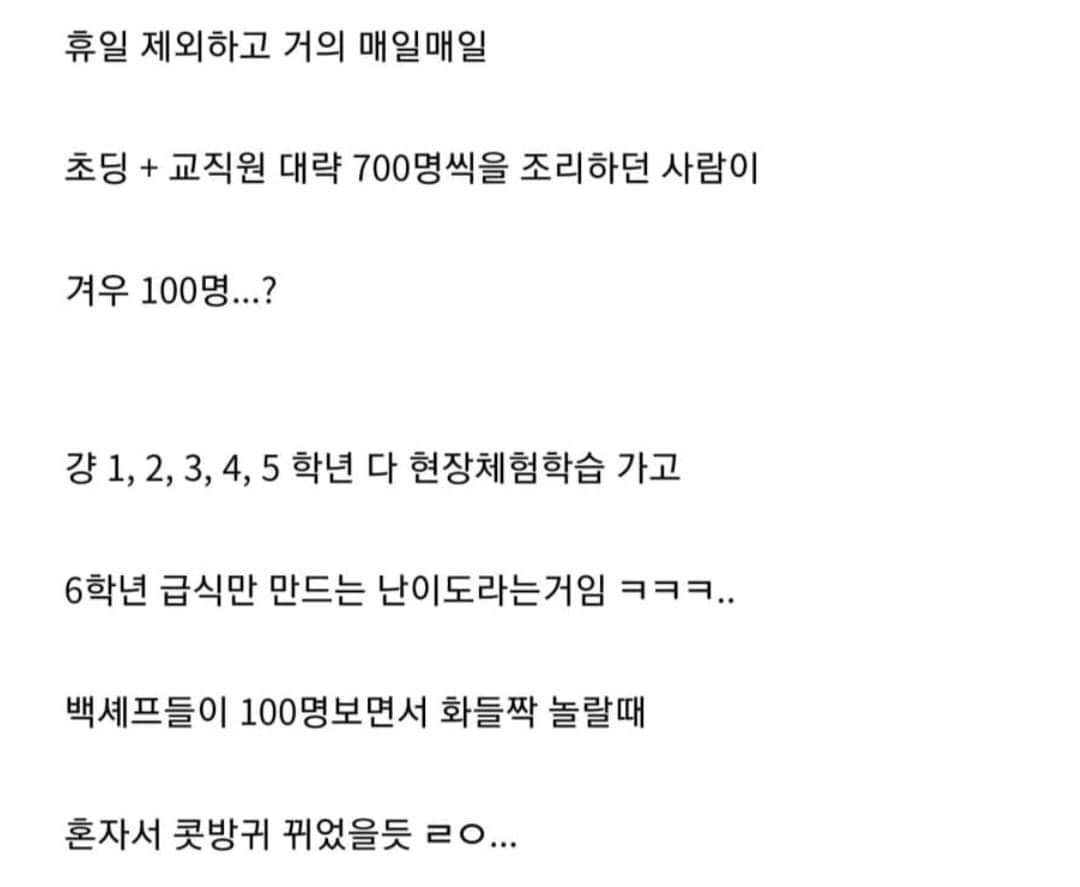 휴일 제외하고 거의 매일매일
초딩 + 교직원 대략 700명씩을 조리하던 사람이
겨우 100명...?
걍 1, 2, 3, 4, 5 학년 다 현장체험학습 가고
6학년 급식만 만드는 난이도라는거임 ㅋㅋㅋ..
백셰프들이 100명보면서 화들짝 놀랄때
혼자서 콧방귀 뀌었을듯 ㄹㅇ...